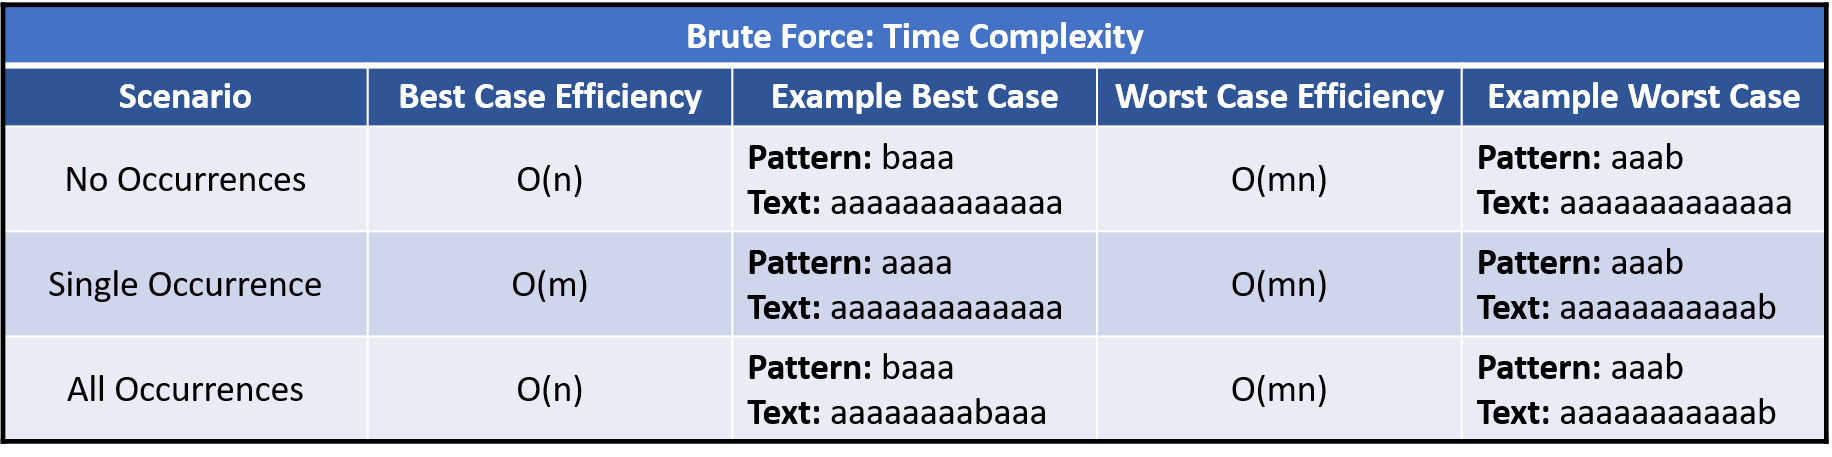 Brute Force: Time Complexity
Scenario Best Case Efficiency Example Best Case Worst Case Efficiency Example Worst Case
No Occurrences O(n) Pattern: baaa O(mn) Pattern: aaab
Text: aaaaaaaaaaaaa Text: aaaaaaaaaaaaa
Single Occurrence O(m) Pattern: aaaa O(mn) Pattern: aaab
Text: aaaaaaaaaaaaa Text: aaaaaaaaaaab
All Occurrences O(n) Pattern: baaa O(mn) Pattern: aaab
Text: aaaaaaaabaaa Text: aaaaaaaaaaab